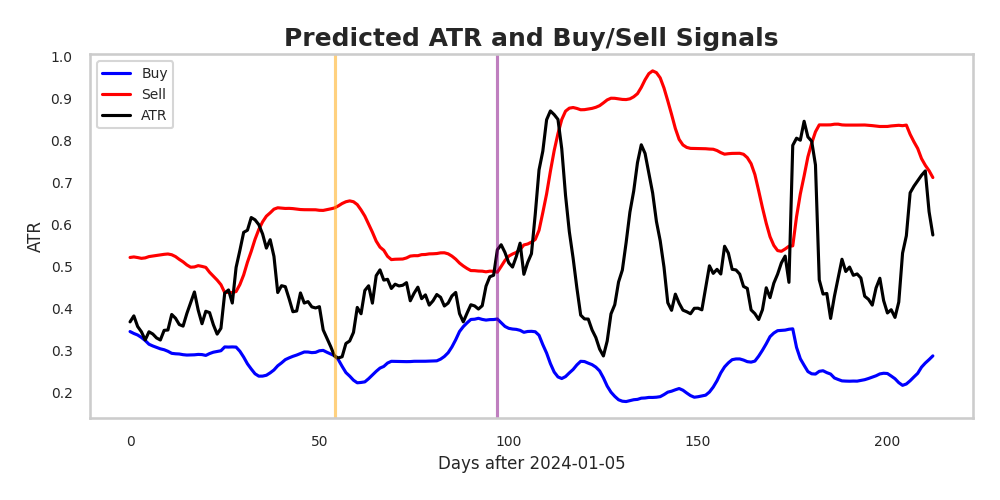 Predicted ATR and Buy/Sell Signals
1.0
0.9
0.8
0.7
0.6
0.5
0.4
0.3
0.2
ATR
Buy
Sell
ATR
0
50
100
150
200
Days after 2024-01-05